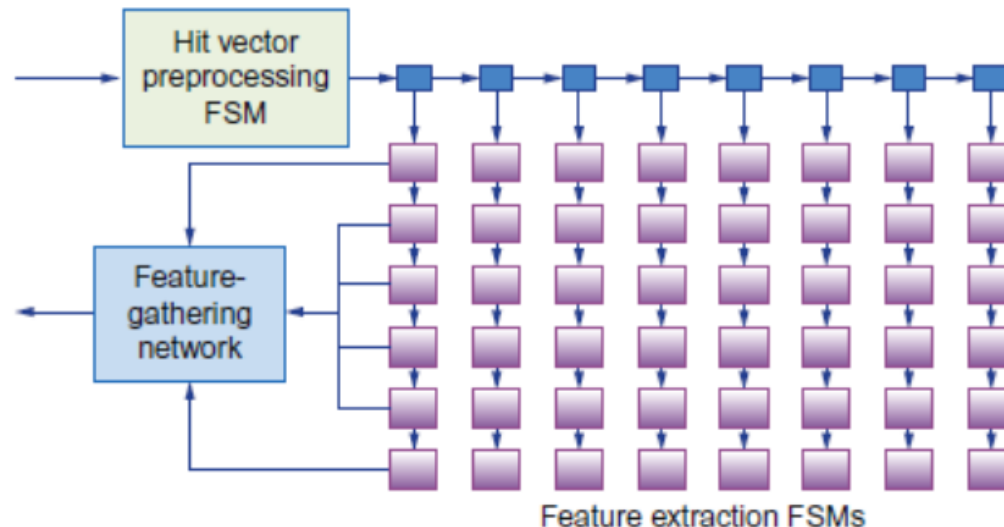 Hit vector
preprocessing
FSM
Feature-
gathering
network
Feature extraction FSMs